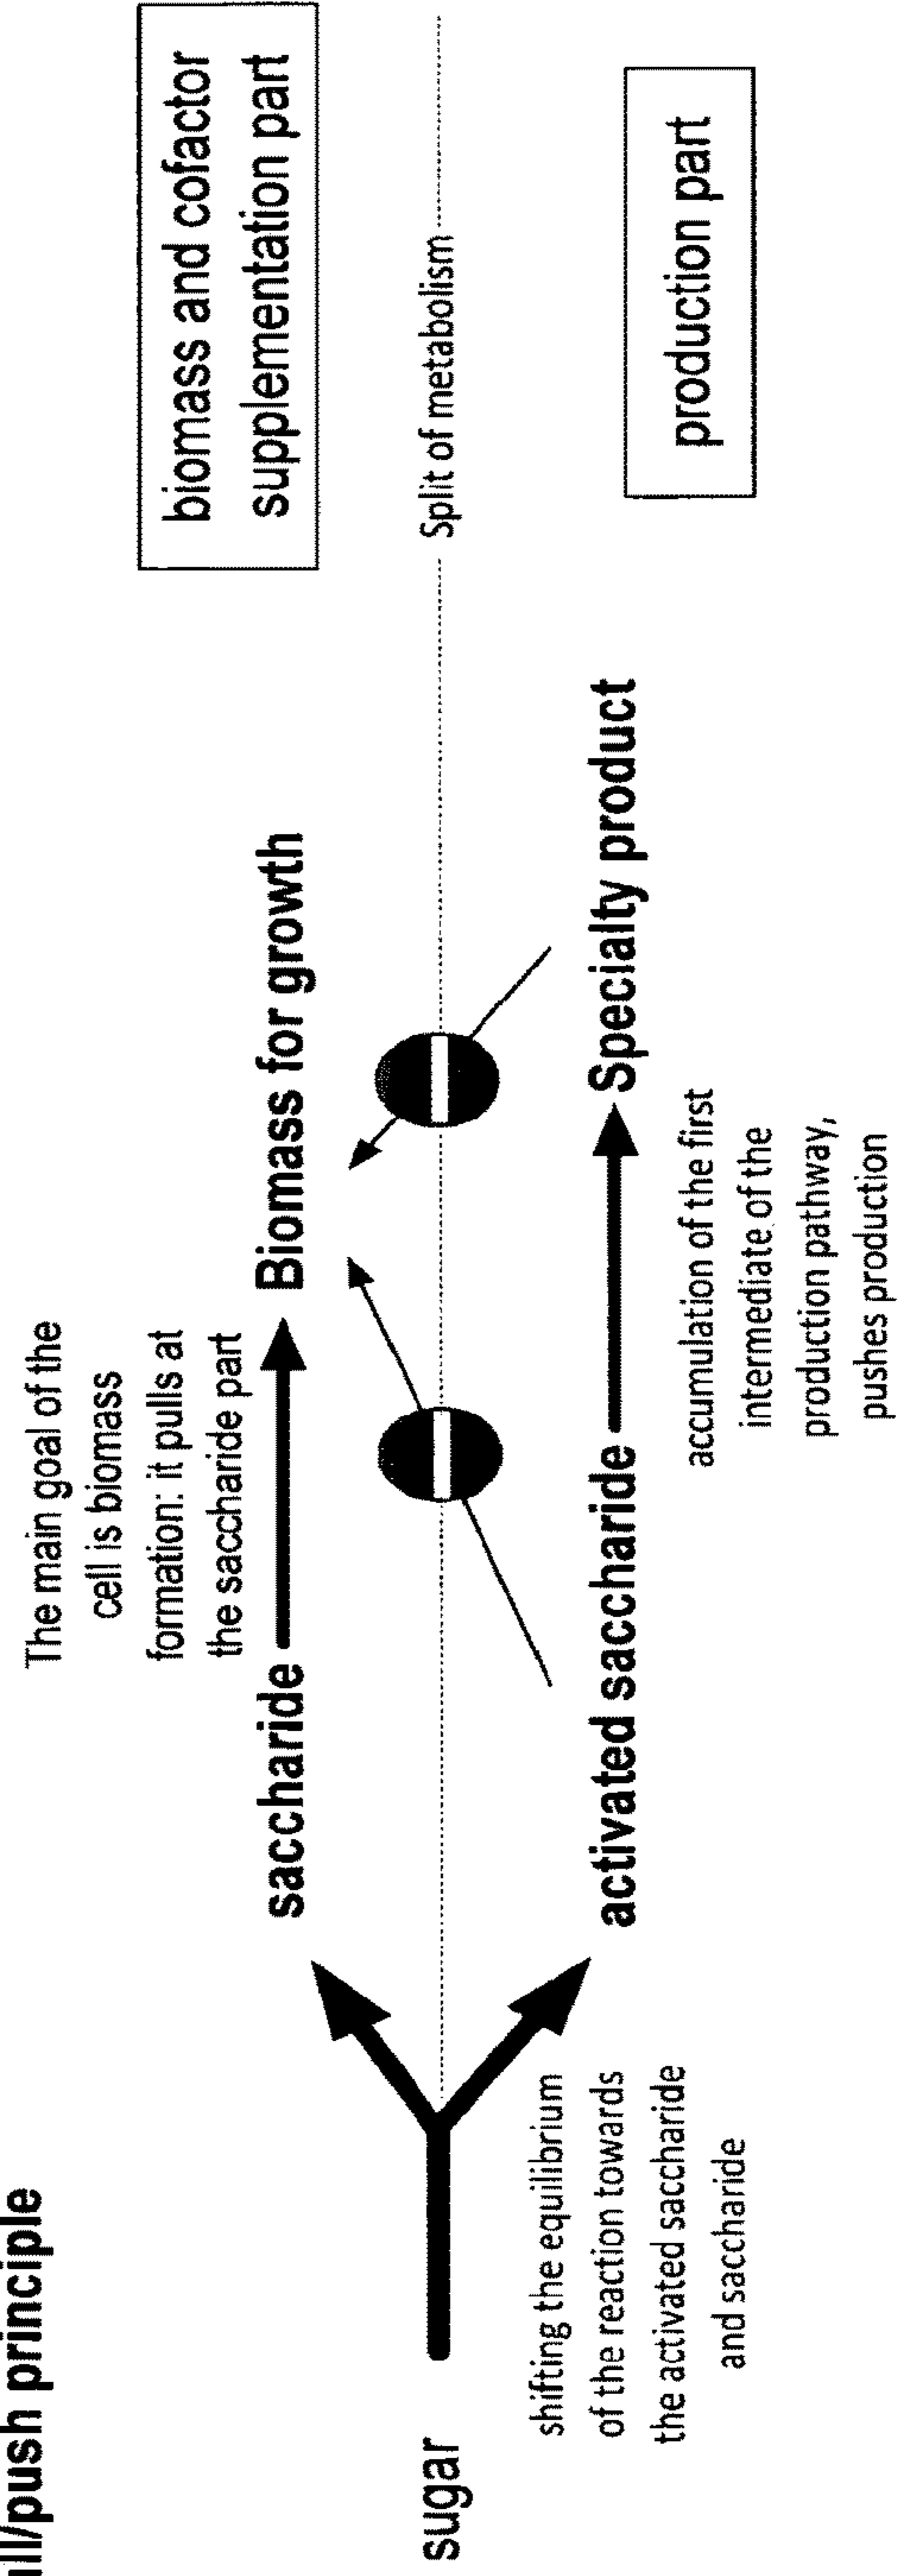 ull/push principle
The main goal of the
cell is biomass
formation: it pulls at
the saccharide part
biomass and cofactor
supplementation part
saccharide
Biomass for growth
sugar
Split of metabolism
shifting the equilibrium
of the reaction towards
the activated saccharide
and saccharide
activated saccharide
Specialty product
production part
accumulation of the first
intermediate of the
production pathway,
pushes production